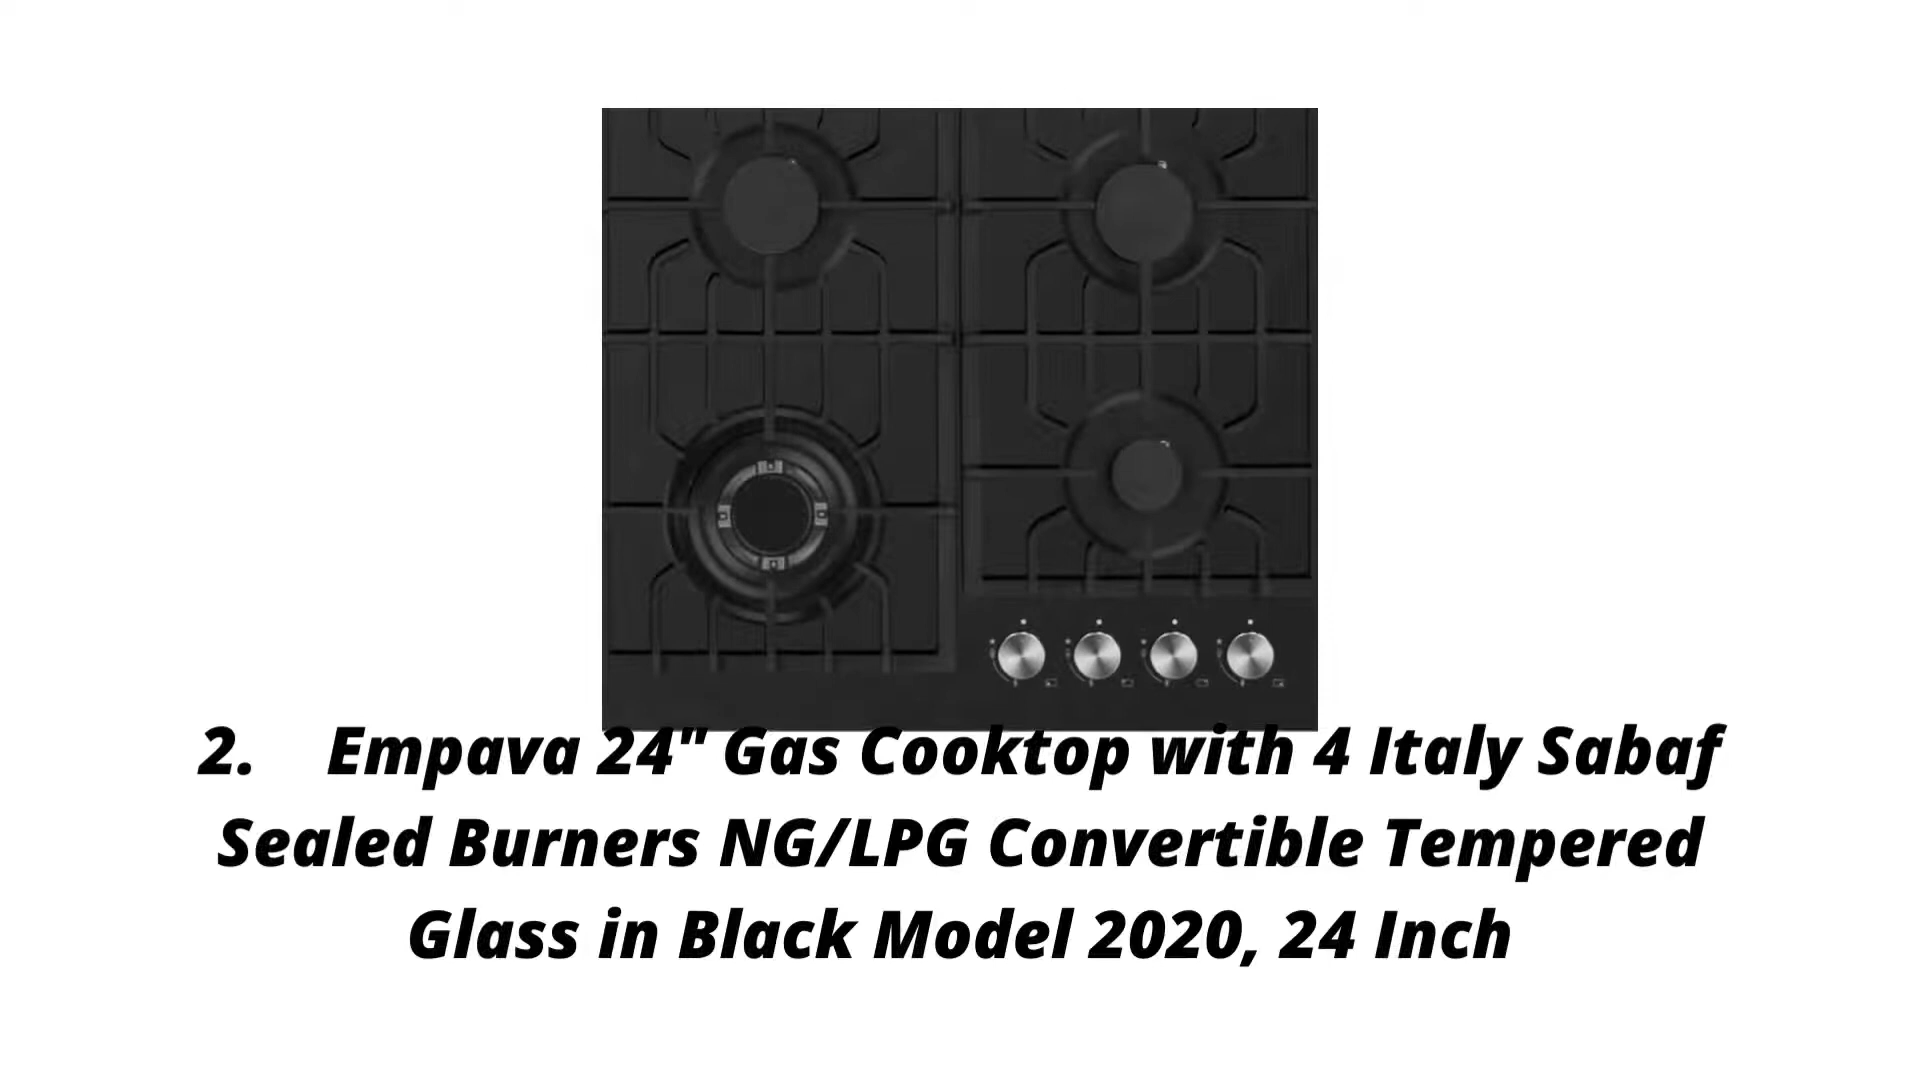 2. Empava 24" Gas Cooktop with 4 Italy Sabaf
Sealed Burners NG/LPG Convertible Tempered
Glass in Black Model 2020, 24 Inch